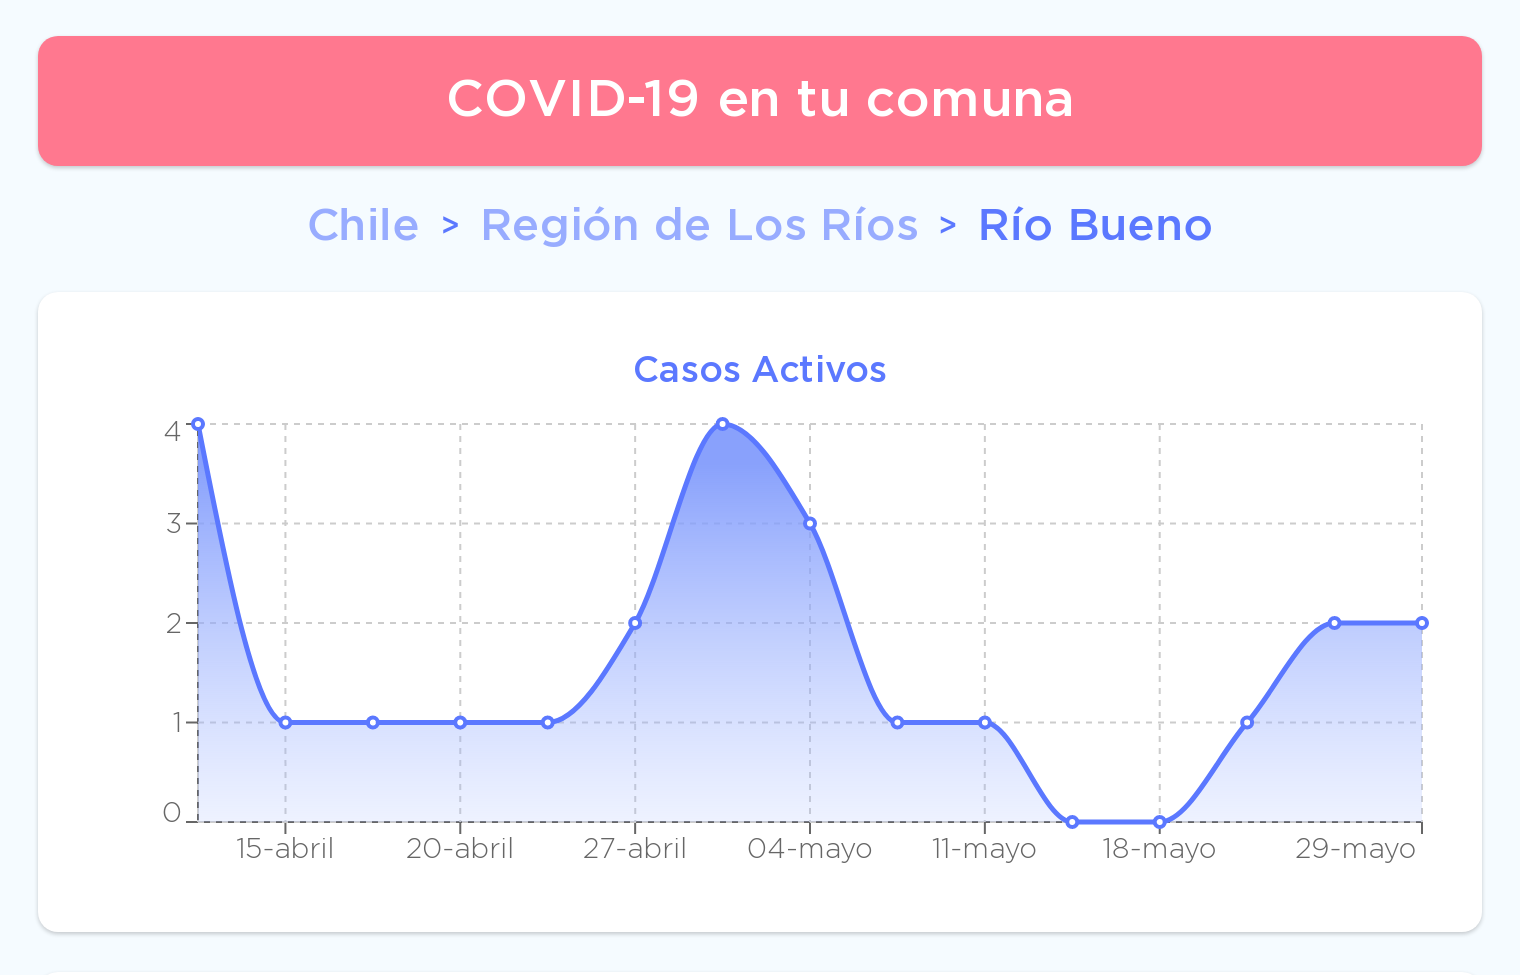 COVID-19 en tu comuna
Chile > Región de Los Ríos > Río Bueno
Casos Activos
4
3
2
1
0
15-abril 20-abril 27-abril 04-mayo 11-mayo 18-mayo 29-mayo